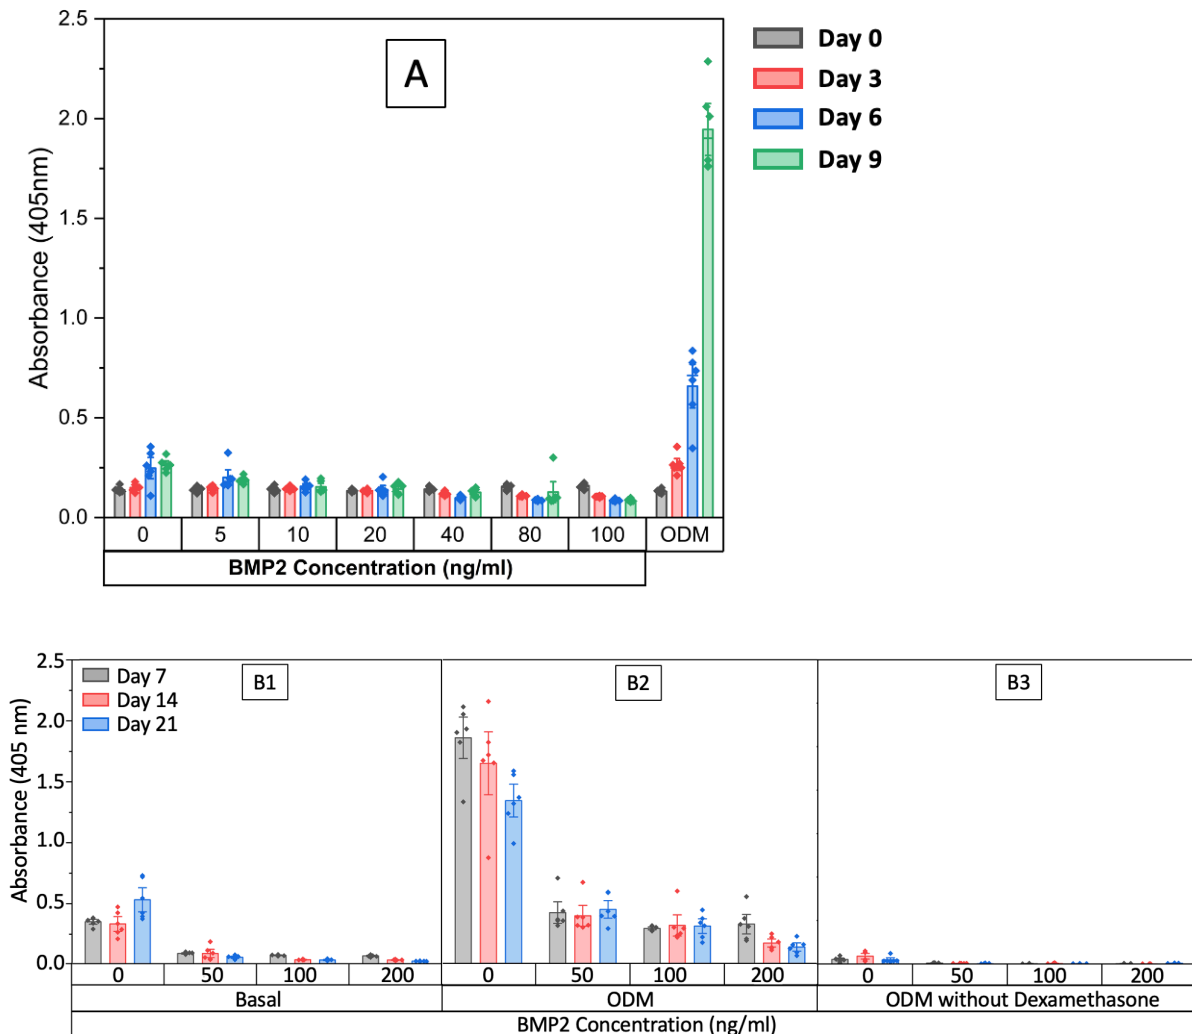 2.5
A
Day 0
Day 3
Day 6
Day 9
2.0
1.5
1.0
0.5
0.0
Absorbance (405nm)
0 5 10 20 40 80 100 ODM
BMP2 Concentration (ng/ml)
2.5
2.0
1.5
1.0
0.5
0.0
Absorbance (405 nm)
Day 7
Day 14
Day 21
B1 B2 B3
0 50 100 200 0 50 100 200 0 50 100 200
Basal ODM ODM without Dexamethasone
BMP2 Concentration (ng/ml)